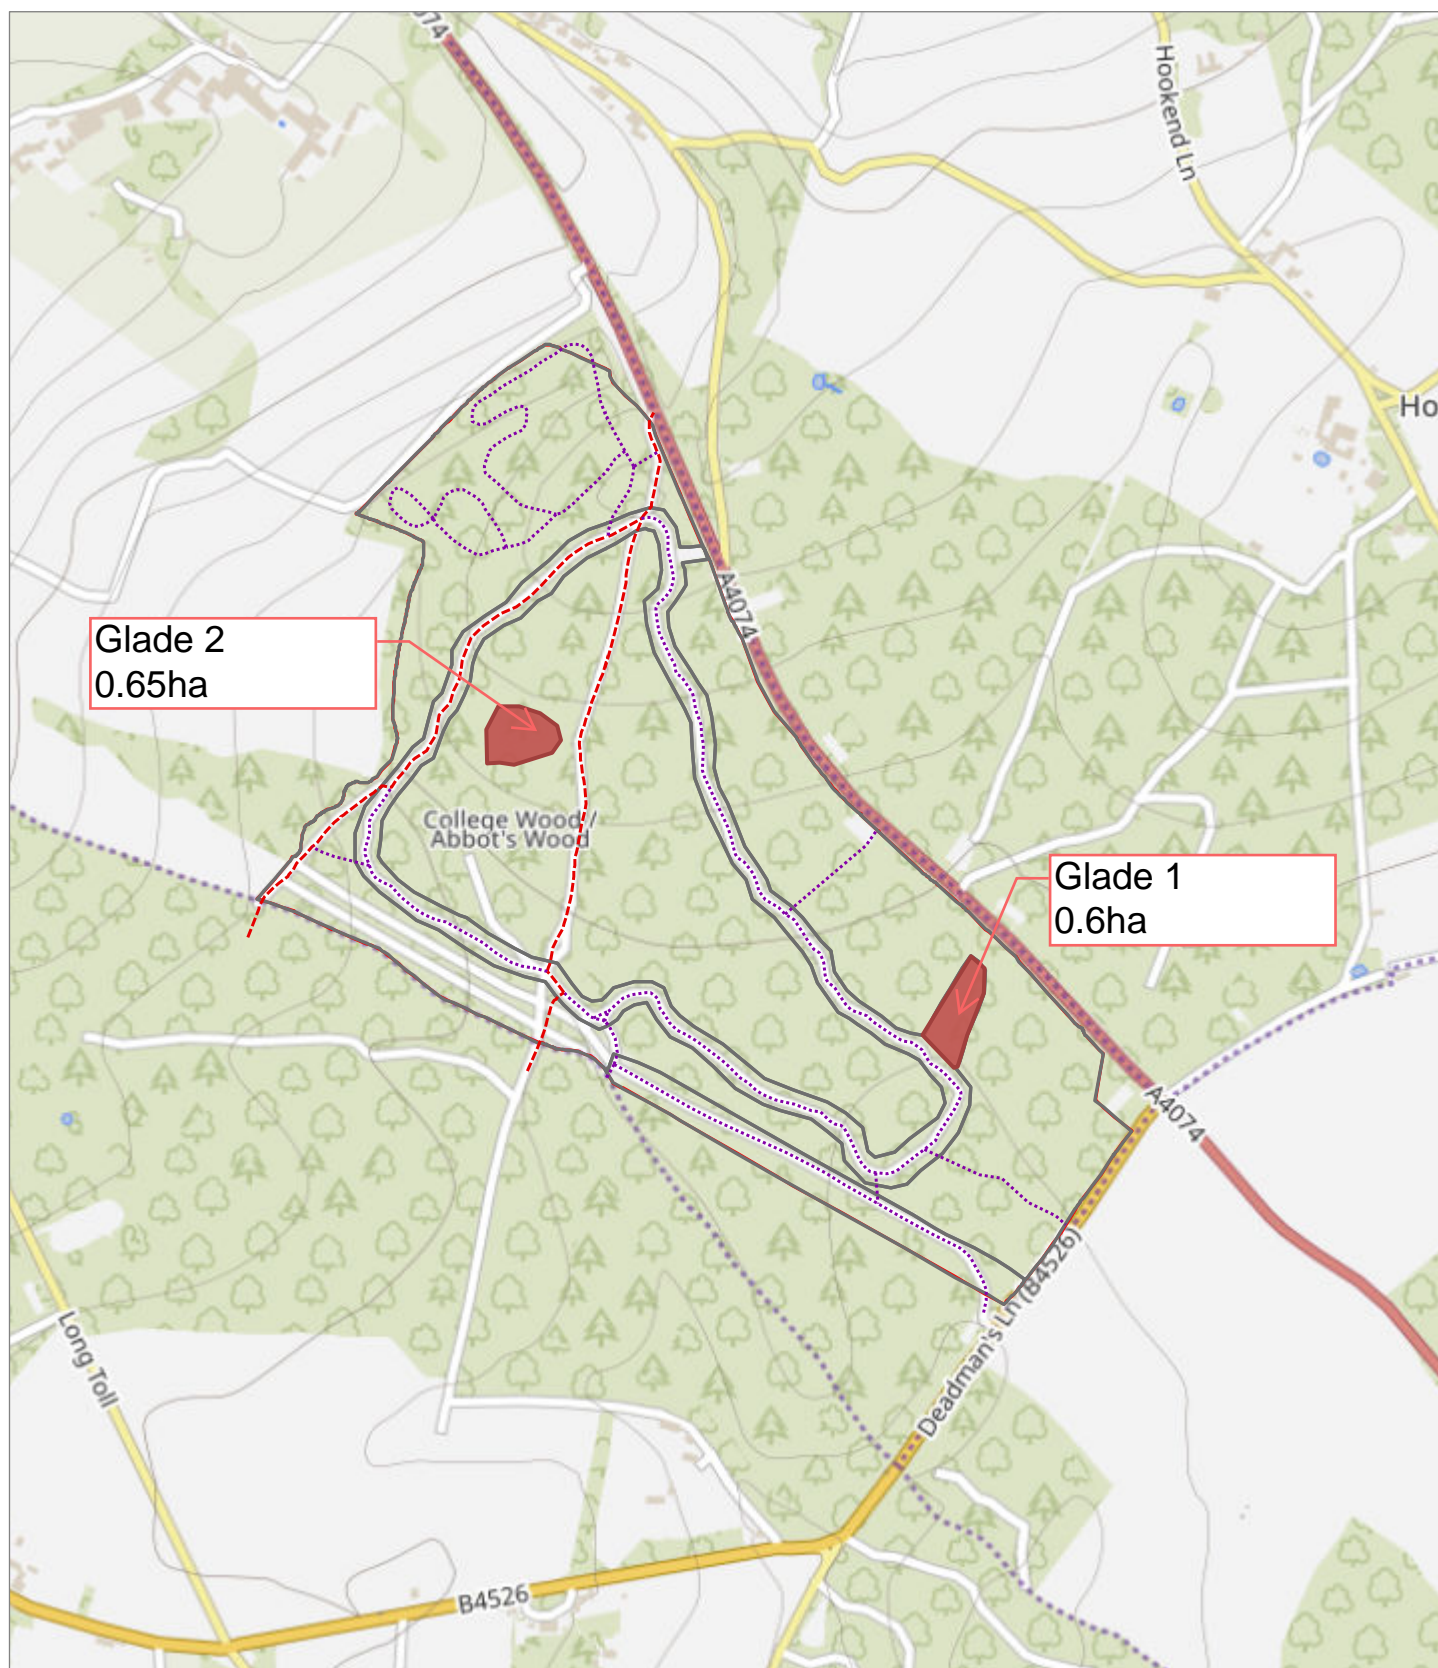 074
Hookend Ln
Ho
A4074
Glade 2
0.65ha
College Wood /
Abbot's Wood
Glade 1
0.6ha
A4074
Deadman's Ln (B4526)
Long Toll
B4526